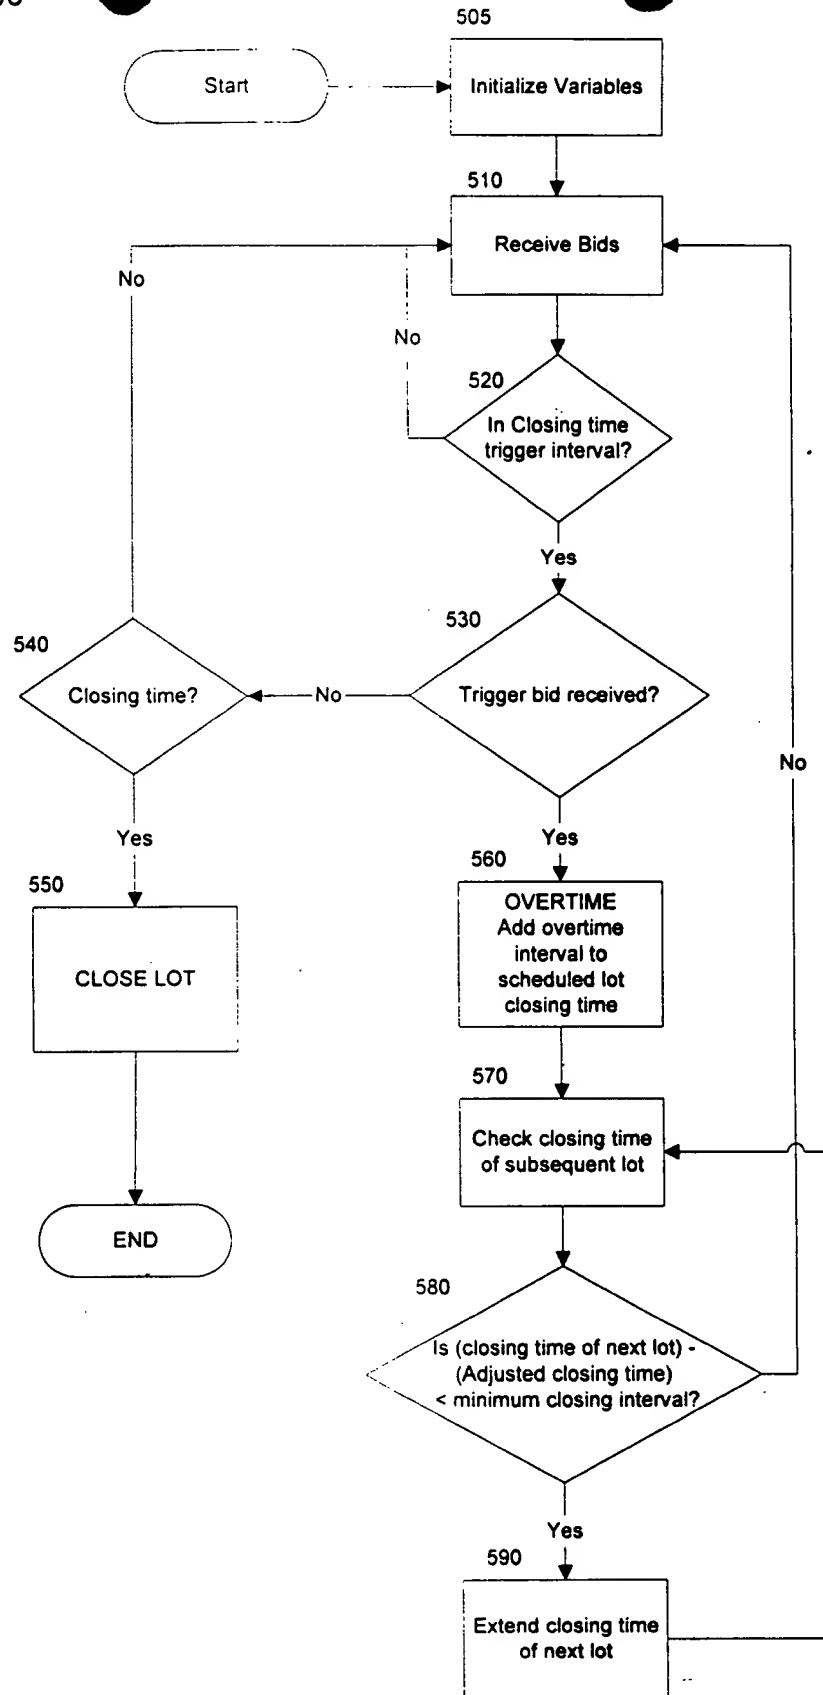 505
Start
Initialize Variables
510
Receive Bids
No
No
520
In Closing time
trigger interval?
Yes
530
540
Closing time?
No
Trigger bid received?
No
Yes
Yes
560
550
OVERTIME
Add overtime
interval to
scheduled lot
closing time
CLOSE LOT
570
Check closing time
of subsequent lot
END
580
Is (closing time of next lot) -
(Adjusted closing time)
< minimum closing interval?
Yes
590
Extend closing time
of next lot